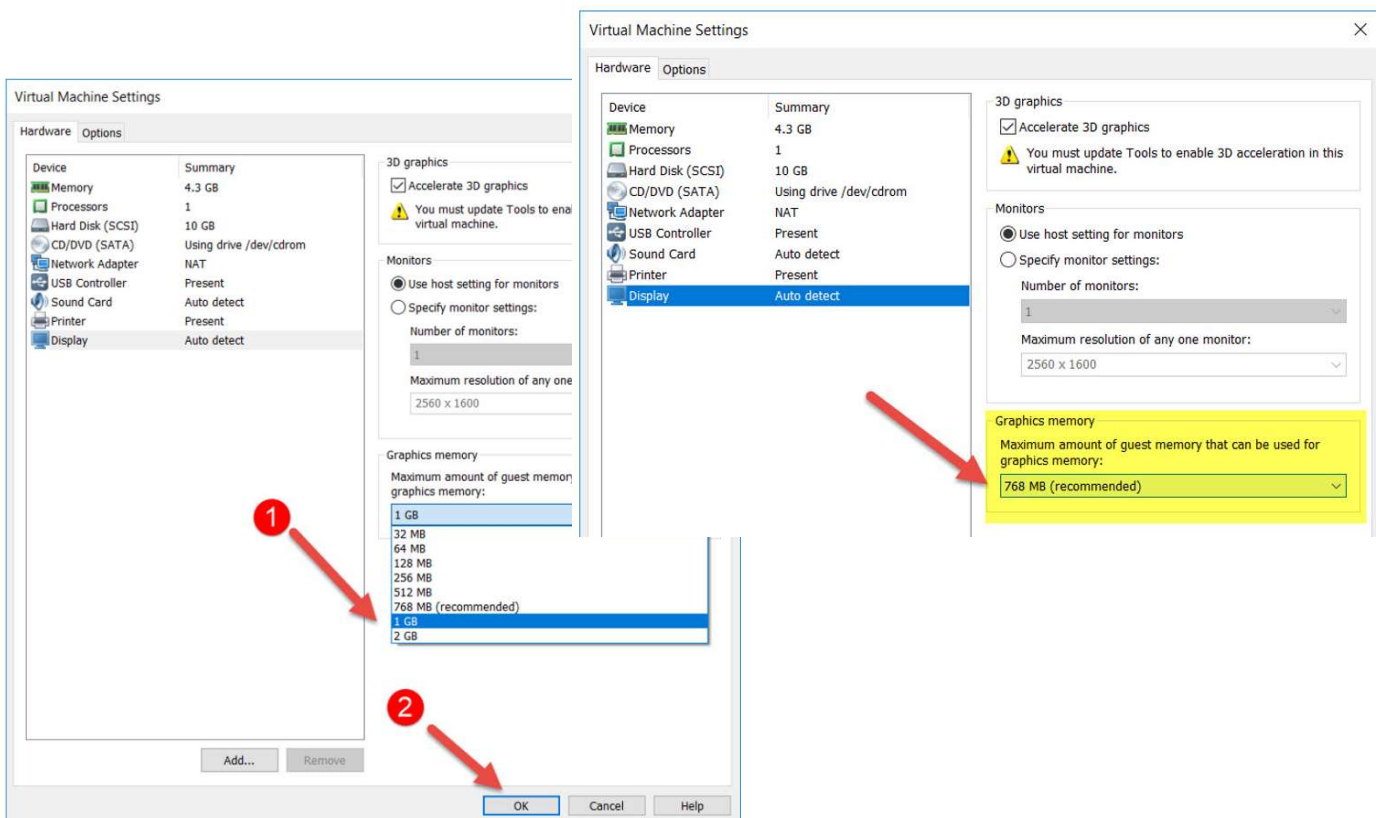 Virtual Machine Settings
Hardware Options
Device Summary
Memory 4.3 GB
Processors 1
Hard Disk (SCSI) 10 GB
CD/DVD (SATA) Using drive /dev/cdrom
Network Adapter NAT
USB Controller Present
Sound Card Auto detect
Printer Present
Display Auto detect
3D graphics
Accelerate 3D graphics
You must update Tools to ena
virtual machine.
Monitors
Use host setting for monitors
Specify monitor settings:
Number of monitors:
1
Maximum resolution of any one
2560 x 1600
Graphics memory
Maximum amount of guest memory
graphics memory:
1 GB
32 MB
64 MB
128 MB
256 MB
512 MB
768 MB (recommended)
1 GB
2 GB
1
2
Add... Remove
OK Cancel Help
Virtual Machine Settings
Hardware Options
Device Summary
Memory 4.3 GB
Processors 1
Hard Disk (SCSI) 10 GB
CD/DVD (SATA) Using drive /dev/cdrom
Network Adapter NAT
USB Controller Present
Sound Card Auto detect
Printer Present
Display Auto detect
3D graphics
Accelerate 3D graphics
You must update Tools to enable 3D acceleration in this
virtual machine.
Monitors
Use host setting for monitors
Specify monitor settings:
Number of monitors:
1
Maximum resolution of any one monitor:
2560 x 1600
Graphics memory
Maximum amount of guest memory that can be used for
graphics memory:
768 MB (recommended)